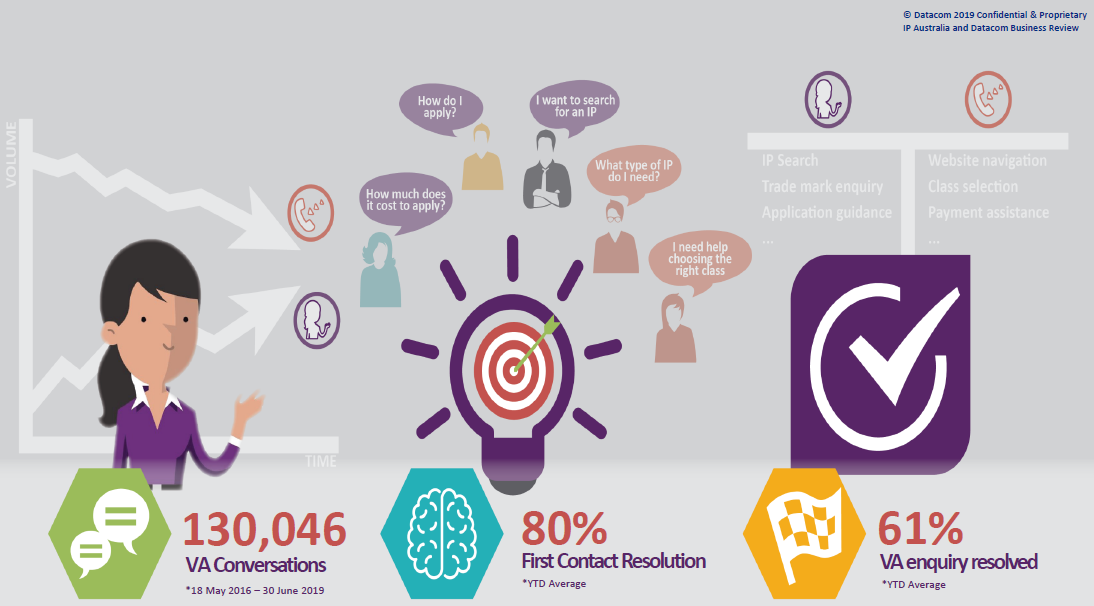 © Datacom 2019 Confidential & Proprietary
IP Australia and Datacom Business Review
VOLUME
TIME
How do I
apply?
I want to search
for an IP
How much does
it cost to apply?
What type of IP
do I need?
I need help
choosing the
right class
IP Search
Trade mark enquiry
Application guidance
...
Website navigation
Class selection
Payment assistance
...
130,046
VA Conversations
*18 May 2016 – 30 June 2019
80%
First Contact Resolution
*YTD Average
61%
VA enquiry resolved
*YTD Average